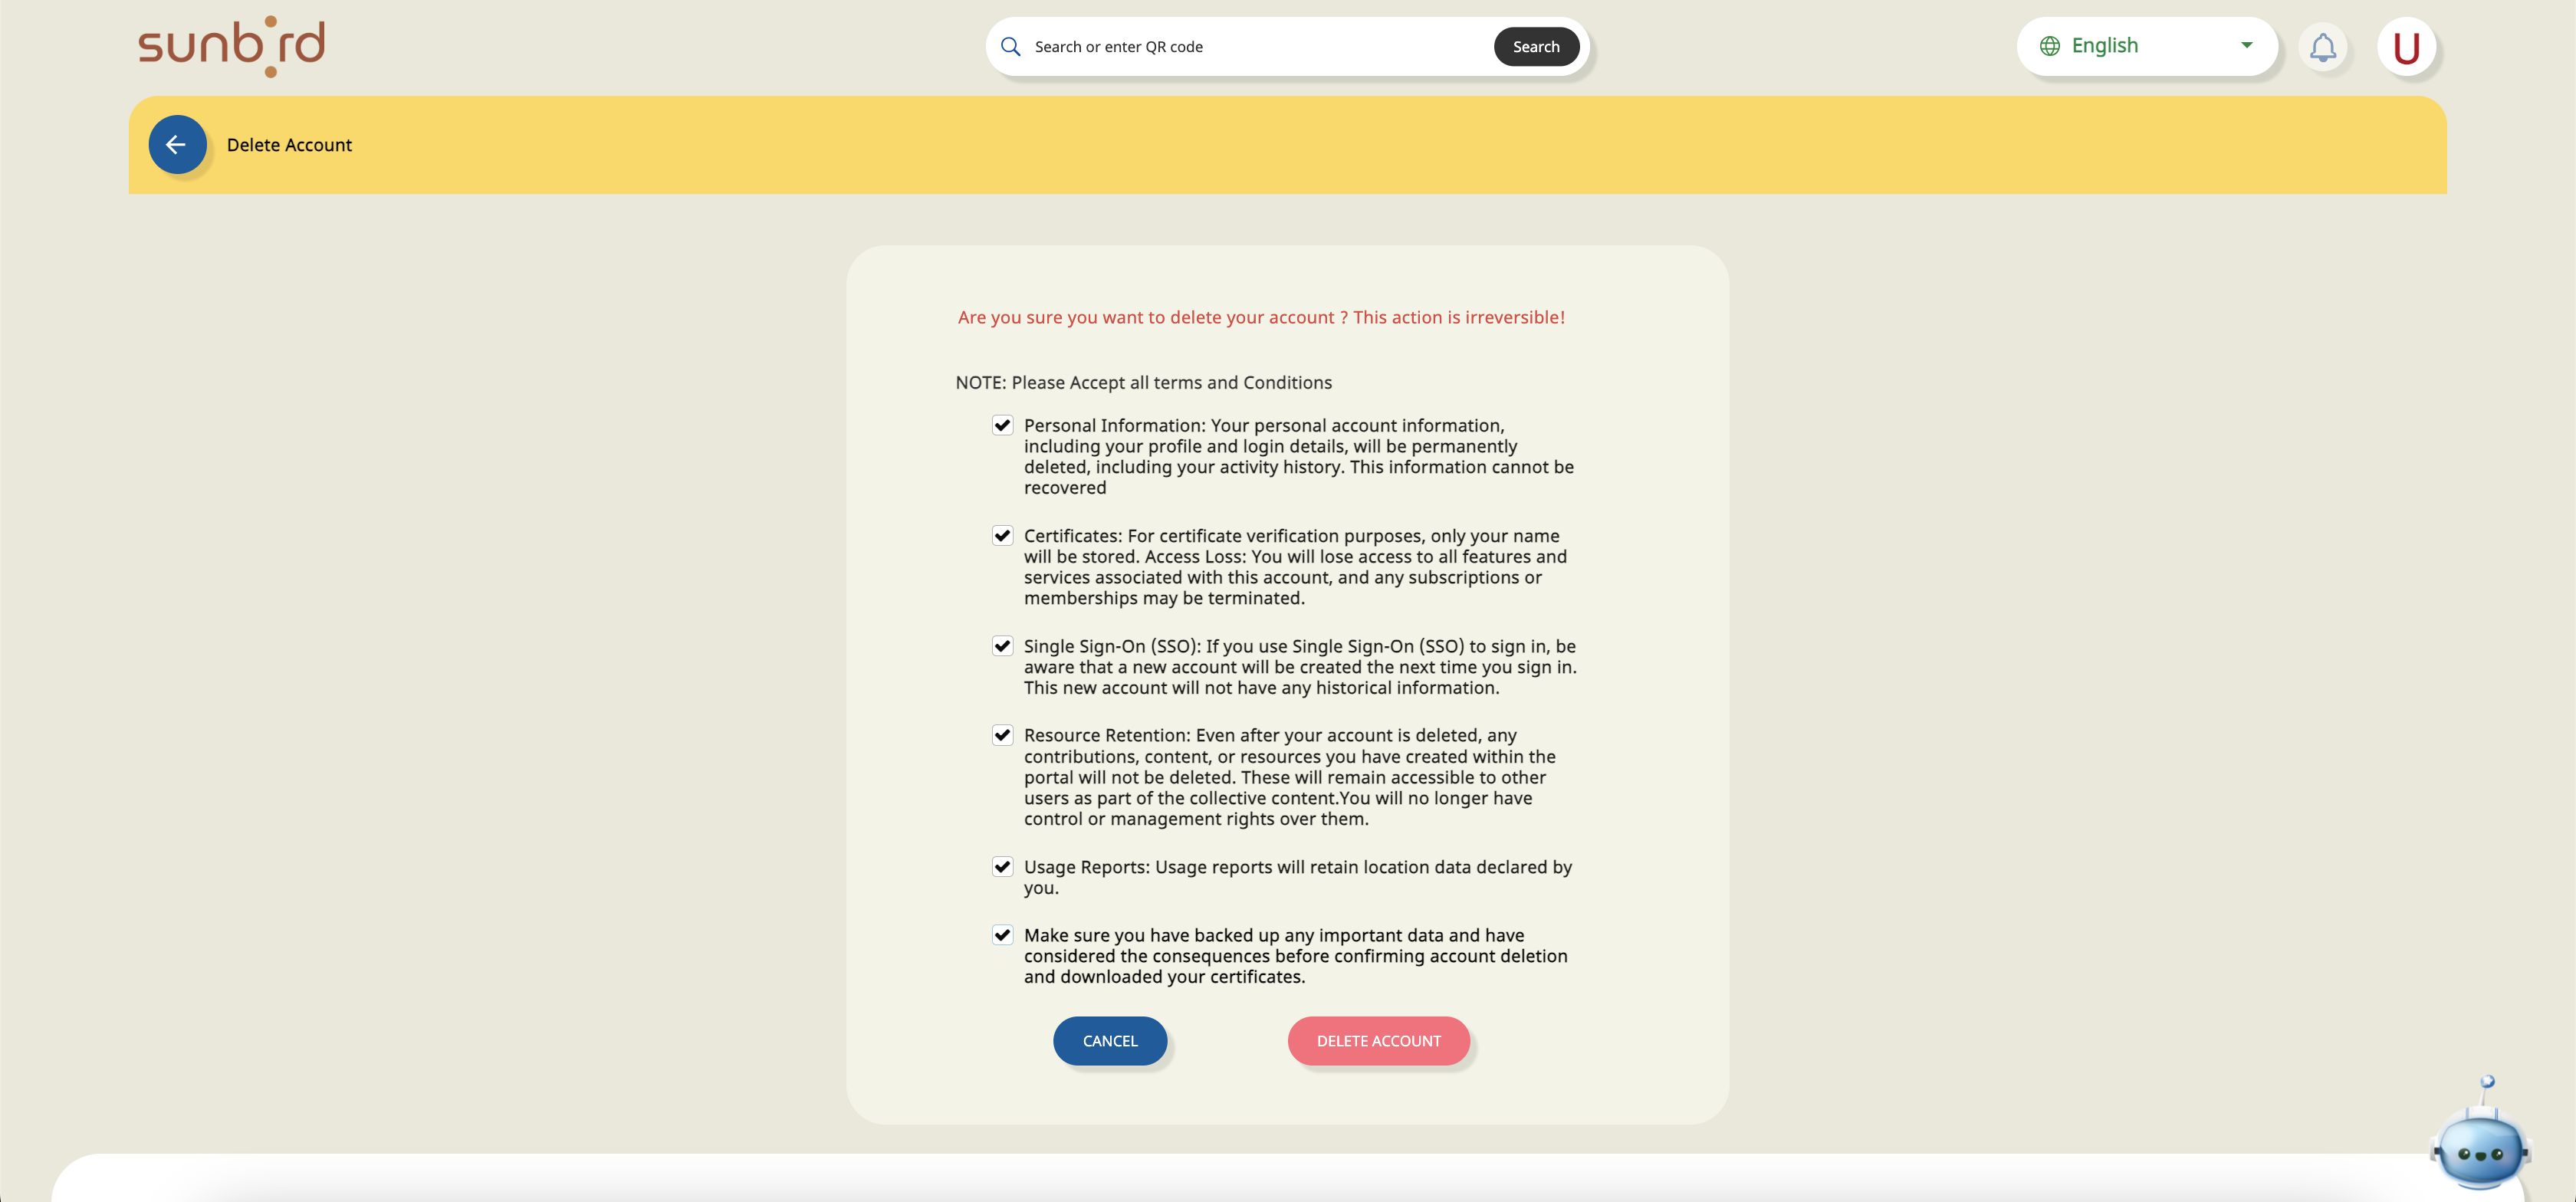 sunbird
Search or enter QR code
Search
English
U
Delete Account
Are you sure you want to delete your account ? This action is irreversible!
NOTE: Please Accept all terms and Conditions
Personal Information: Your personal account information,
including your profile and login details, will be permanently
deleted, including your activity history. This information cannot be
recovered
Certificates: For certificate verification purposes, only your name
will be stored. Access Loss: You will lose access to all features and
services associated with this account, and any subscriptions or
memberships may be terminated.
Single Sign-On (SSO): If you use Single Sign-On (SSO) to sign in, be
aware that a new account will be created the next time you sign in.
This new account will not have any historical information.
Resource Retention: Even after your account is deleted, any
contributions, content, or resources you have created within the
portal will not be deleted. These will remain accessible to other
users as part of the collective content.You will no longer have
control or management rights over them.
Usage Reports: Usage reports will retain location data declared by
you.
Make sure you have backed up any important data and have
considered the consequences before confirming account deletion
and downloaded your certificates.
CANCEL
DELETE ACCOUNT